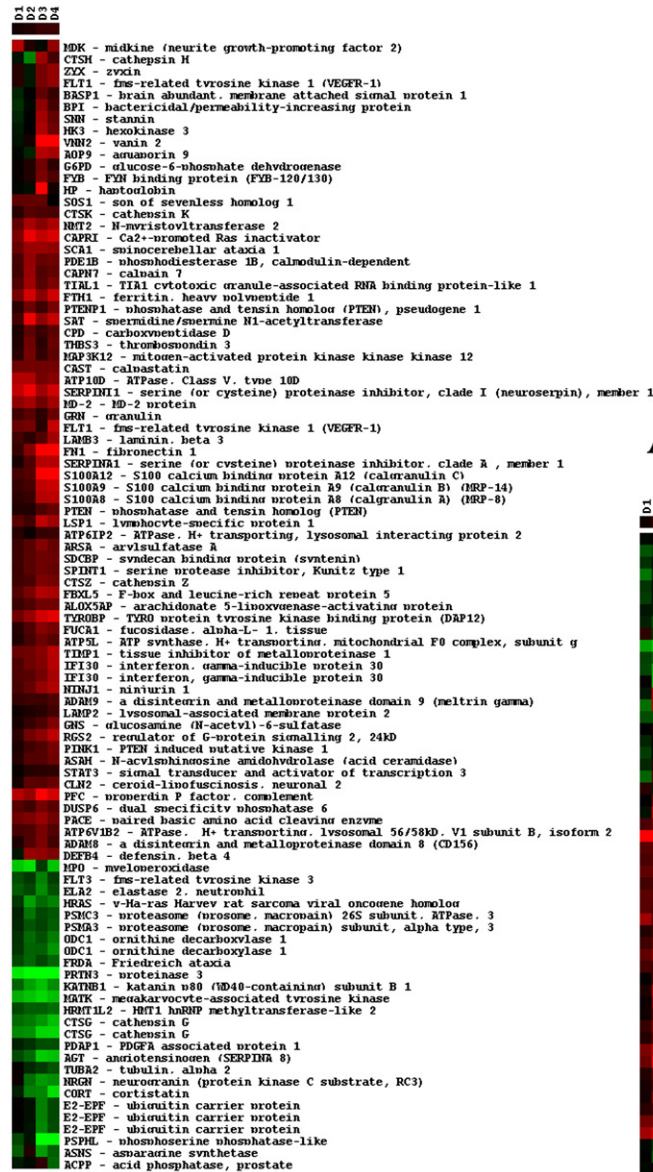 D1 D2 D3 D4
MDK - midkine (neurite growth-promoting factor 2)
CTSH - cathepsin H
ZYX - zyxin
FLT1 - fms-related tyrosine kinase 1 (VEGFR-1)
BASP1 - brain abundant. membrane attached signal protein 1
BPI - bactericidal/permeability-increasing protein
SNN - stannin
HK3 - hexokinase 3
VNN2 - vanin 2
AQP9 - aquaporin 9
G6PD - glucose-6-phosphate dehydrogenase
FYB - FYN binding protein (FYB-120/130)
HP - haptoglobin
SOS1 - son of sevenless homolog 1
CTSK - cathepsin K
NMT2 - N-myristoyltransferase 2
CAPRI - Ca2+-promoted Ras inactivator
SCA1 - spinocerebellar ataxia 1
PDE1B - phosphodiesterase 1B, calmodulin-dependent
CAPN7 - calpain 7
TIAL1 - TIA1 cytotoxic granule-associated RNA binding protein-like 1
FTH1 - ferritin. heavy polypeptide 1
PTENP1 - phosphatase and tensin homolog (PTEN), pseudogene 1
SAT - spermidine/spermine N1-acetyltransferase
CPD - carboxypeptidase D
THBS3 - thrombospondin 3
MAP3K12 - mitogen-activated protein kinase kinase kinase 12
CAST - calpastatin
ATP10D - ATPase. Class V. type 10D
SERPINI1 - serine (or cysteine) proteinase inhibitor, clade I (neuroserpin), member 1
MD-2 - MD-2 protein
GRN - granulin
FLT1 - fms-related tyrosine kinase 1 (VEGFR-1)
LAMB3 - laminin. beta 3
FN1 - fibronectin 1
SERPINA1 - serine (or cysteine) proteinase inhibitor. clade A , member 1
S100A12 - S100 calcium binding protein A12 (calgranulin C)
S100A9 - S100 calcium binding protein A9 (calgranulin B) (MRP-14)
S100A8 - S100 calcium binding protein A8 (calgranulin A) (MRP-8)
PTEN - phosphatase and tensin homolog (PTEN)
LSP1 - lymphocyte-specific protein 1
ATP6IP2 - ATPase. H+ transporting, lysosomal interacting protein 2
ARSA - arylsulfatase A
SDCBP - syndecan binding protein (syntenin)
SPINT1 - serine protease inhibitor, Kunitz type 1
CTSZ - cathepsin Z
FBXL5 - F-box and leucine-rich repeat protein 5
ALOX5AP - arachidonate 5-lipoxygenase-activating protein
TYROBP - TYRO protein tyrosine kinase binding protein (DAP12)
FUCA1 - fucosidase. alpha-L- 1. tissue
ATP5L - ATP synthase. H+ transporting. mitochondrial F0 complex, subunit g
TIMP1 - tissue inhibitor of metalloproteinase 1
IFI30 - interferon. gamma-inducible protein 30
IFI30 - interferon, gamma-inducible protein 30
NINJ1 - ninjurin 1
ADAM9 - a disintegrin and metalloproteinase domain 9 (meltrin gamma)
LAMP2 - lysosomal-associated membrane protein 2
GNS - glucosamine (N-acetyl)-6-sulfatase
RGS2 - regulator of G-protein signalling 2, 24kD
PINK1 - PTEN induced putative kinase 1
ASAH - N-acylsphingosine amidohydrolase (acid ceramidase)
STAT3 - signal transducer and activator of transcription 3
CLN2 - ceroid-lipofuscinosis. neuronal 2
PFC - properdin P factor. complement
DUSP6 - dual specificity phosphatase 6
PACE - paired basic amino acid cleaving enzyme
ATP6V1B2 - ATPase. H+ transporting. lysosomal 56/58kD. V1 subunit B, isoform 2
ADAM8 - a disintegrin and metalloproteinase domain 8 (CD156)
DEFB4 - defensin. beta 4
MPO - myeloperoxidase
FLT3 - fms-related tyrosine kinase 3
ELA2 - elastase 2. neutrophil
HRAS - v-Ha-ras Harvey rat sarcoma viral oncogene homolog
PSMC3 - proteasome (prosome. macropain) 26S subunit. ATPase. 3
PSMA3 - proteasome (prosome. macropain) subunit, alpha type, 3
ODC1 - ornithine decarboxylase 1
ODC1 - ornithine decarboxylase 1
FRDA - Friedreich ataxia
PRTN3 - proteinase 3
KATNB1 - katanin p80 (WD40-containing) subunit B 1
MATK - megakaryocyte-associated tyrosine kinase
HRMT1L2 - HMT1 hnRNP methyltransferase-like 2
CTSG - cathepsin G
CTSG - cathepsin G
PDAP1 - PDGFA associated protein 1
AGT - angiotensinogen (SERPINA 8)
TUBA2 - tubulin. alpha 2
NRGN - neurogranin (protein kinase C substrate, RC3)
CORT - cortistatin
E2-EPF - ubiquitin carrier protein
E2-EPF - ubiquitin carrier protein
E2-EPF - ubiquitin carrier protein
PSPHL - phosphoserine phosphatase-like
ASNS - asparagine synthetase
ACPP - acid phosphatase, prostate
D1